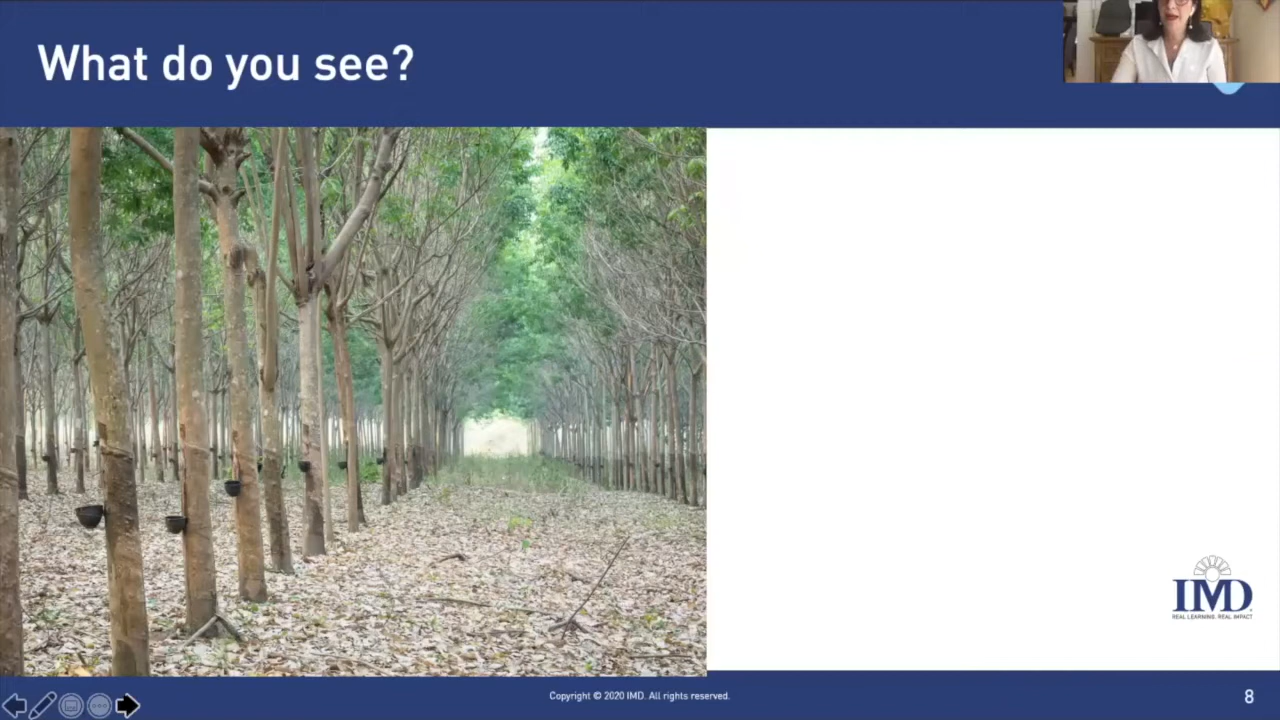 What do you see?
IMD
REAL LEARNING. REAL IMPACT
Copyright © 2020 IMD. All rights reserved.
8